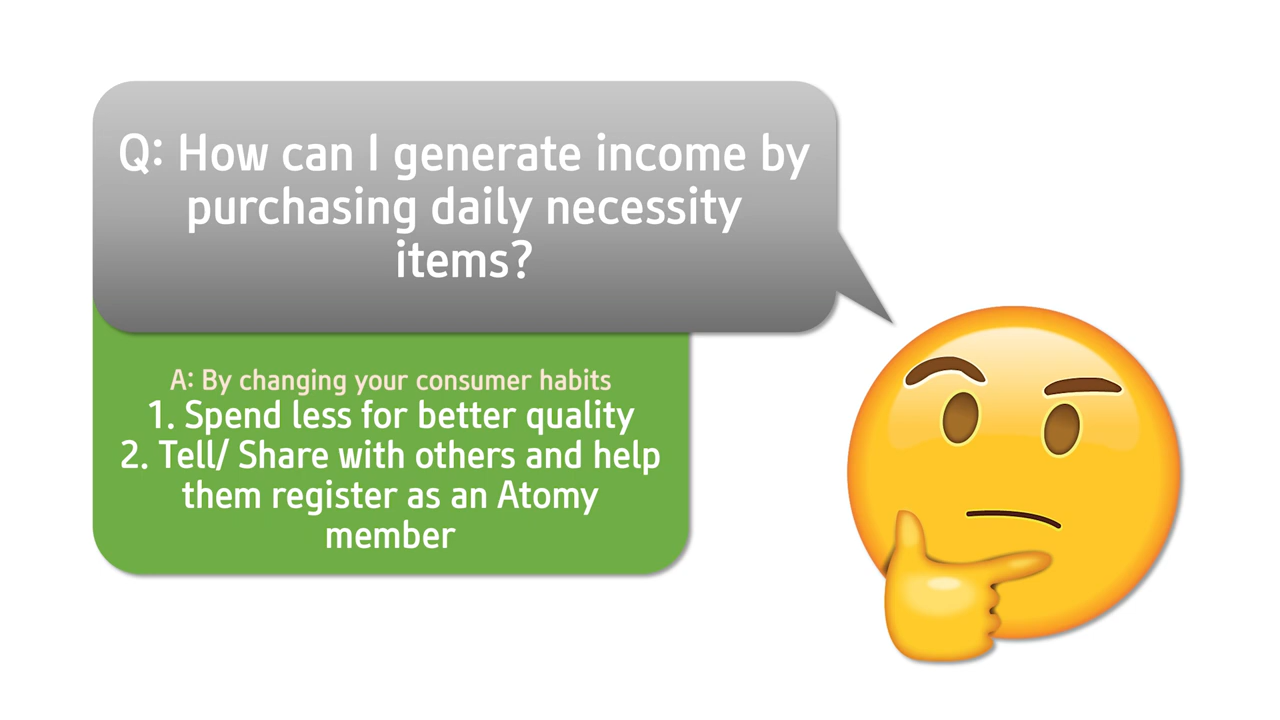 Q: How can I generate income by
purchasing daily necessity
items?
A: By changing your consumer habits
1. Spend less for better quality
2. Tell/ Share with others and help
them register as an Atomy
member